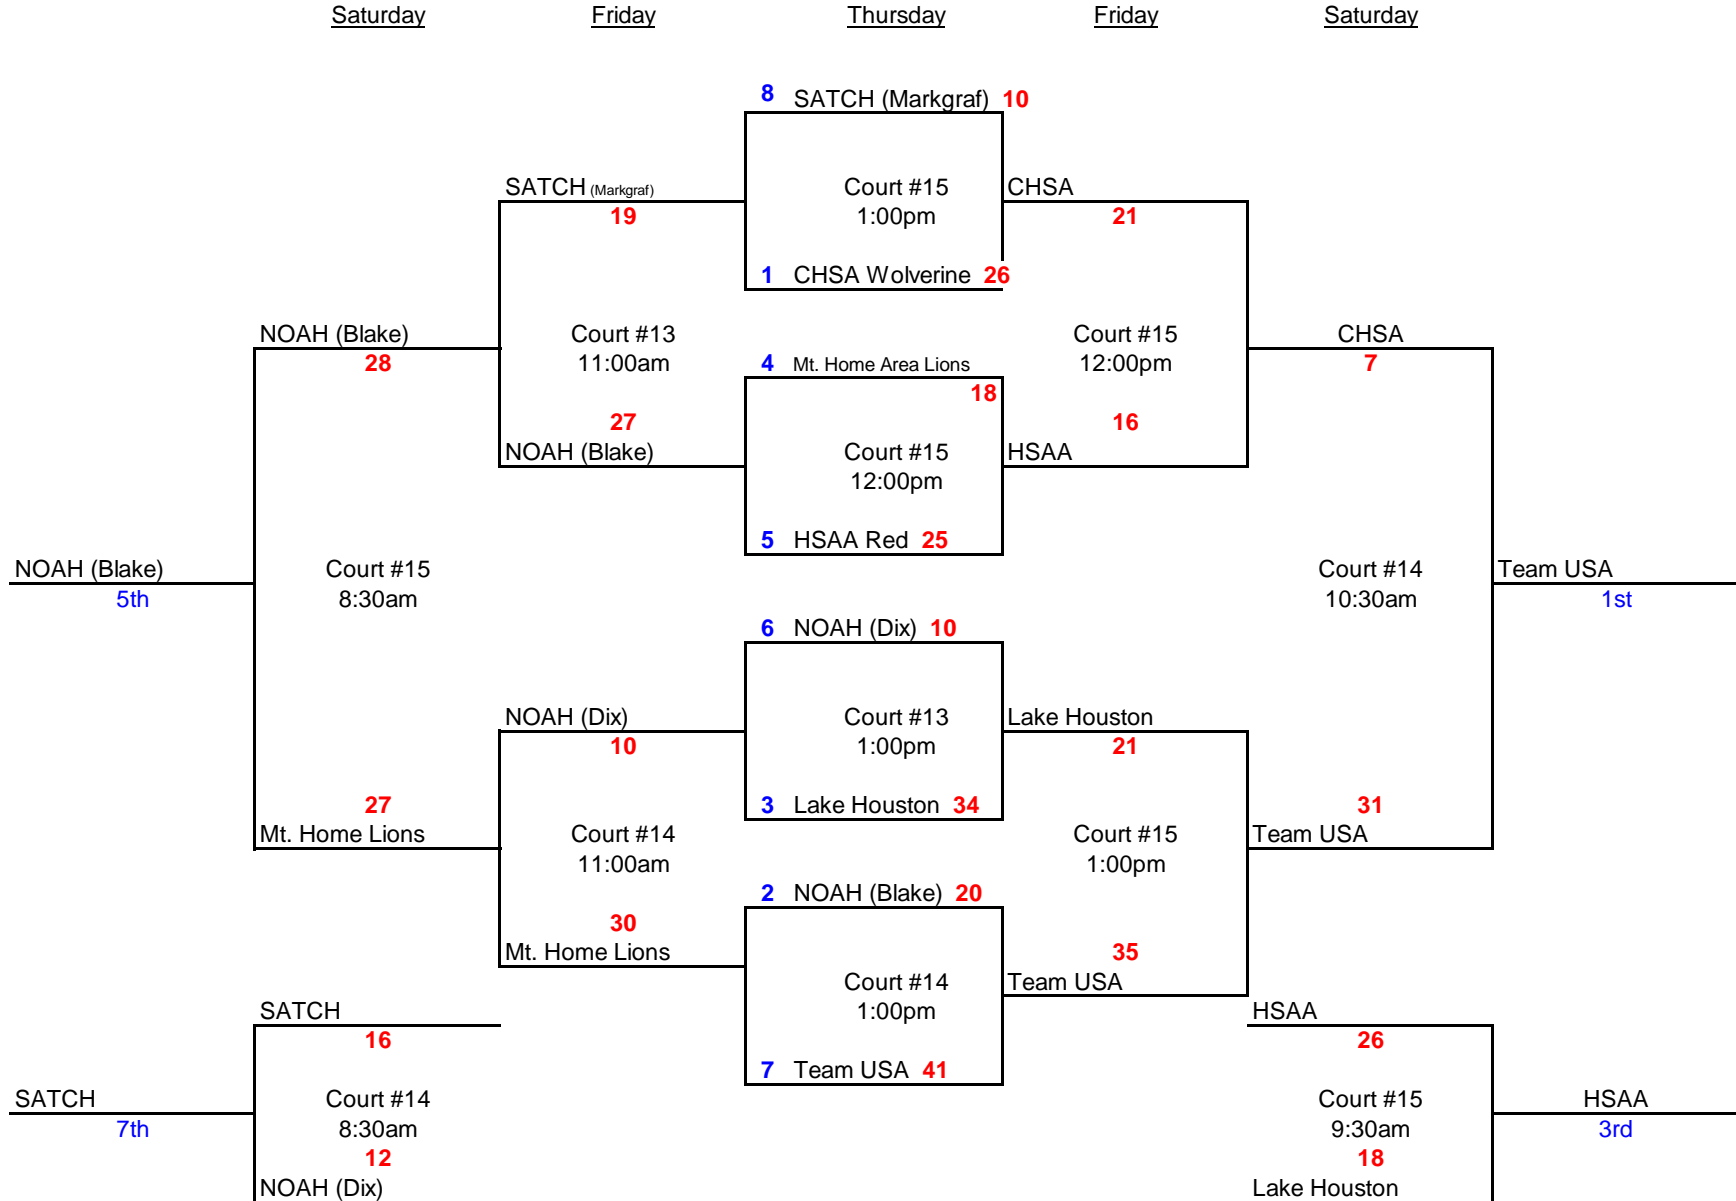 Saturday Friday Thursday Friday Saturday
8 SATCH (Markgraf) 10
SATCH (Markgraf) Court #15 CHSA
19 1:00pm 21
1 CHSA Wolverine 26
NOAH (Blake) Court #13 Court #15 CHSA
28 11:00am 4 Mt. Home Area Lions 12:00pm 7
18
27 16
NOAH (Blake) Court #15 HSAA
12:00pm
5 HSAA Red 25
NOAH (Blake) Court #15 Court #14 Team USA
5th 8:30am 10:30am 1st
6 NOAH (Dix) 10
NOAH (Dix) Court #13 Lake Houston
10 1:00pm 21
27 3 Lake Houston 34 31
Mt. Home Lions Court #14 Court #15 Team USA
11:00am 1:00pm
2 NOAH (Blake) 20
30 35
Mt. Home Lions Court #14 Team USA
SATCH 1:00pm HSAA
16 26
7 Team USA 41
SATCH Court #14 Court #15 HSAA
7th 8:30am 9:30am 3rd
12 18
NOAH (Dix) Lake Houston